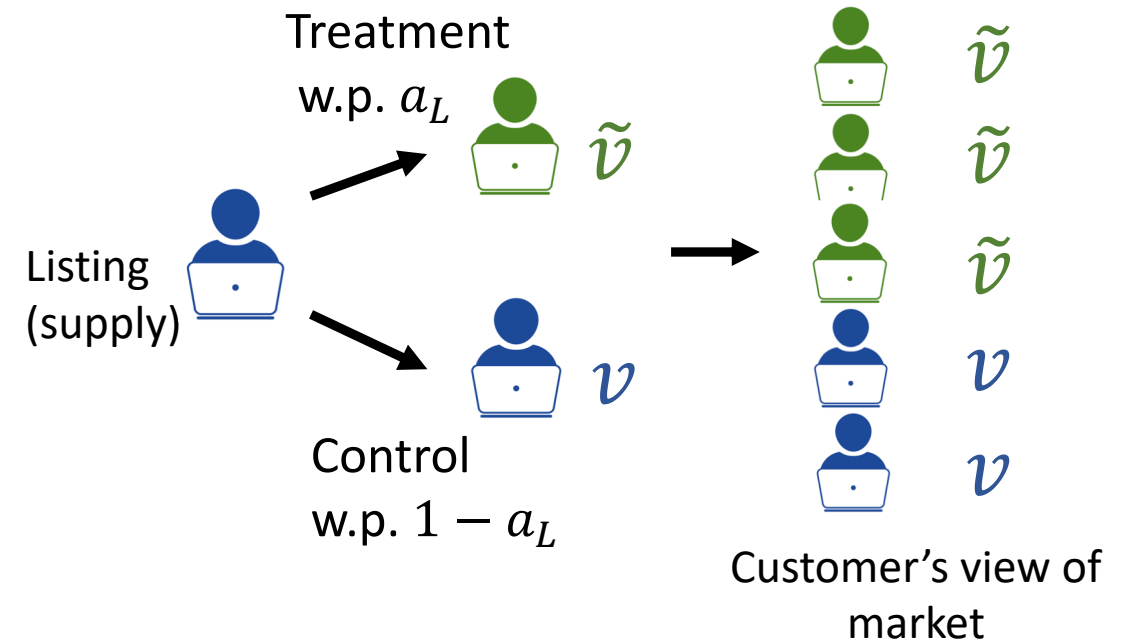 Treatment
w.p. a_L
ṽ
Listing
(supply)
v
Control
w.p. 1 − a_L
ṽ
ṽ
ṽ
v
v
Customer's view of
market